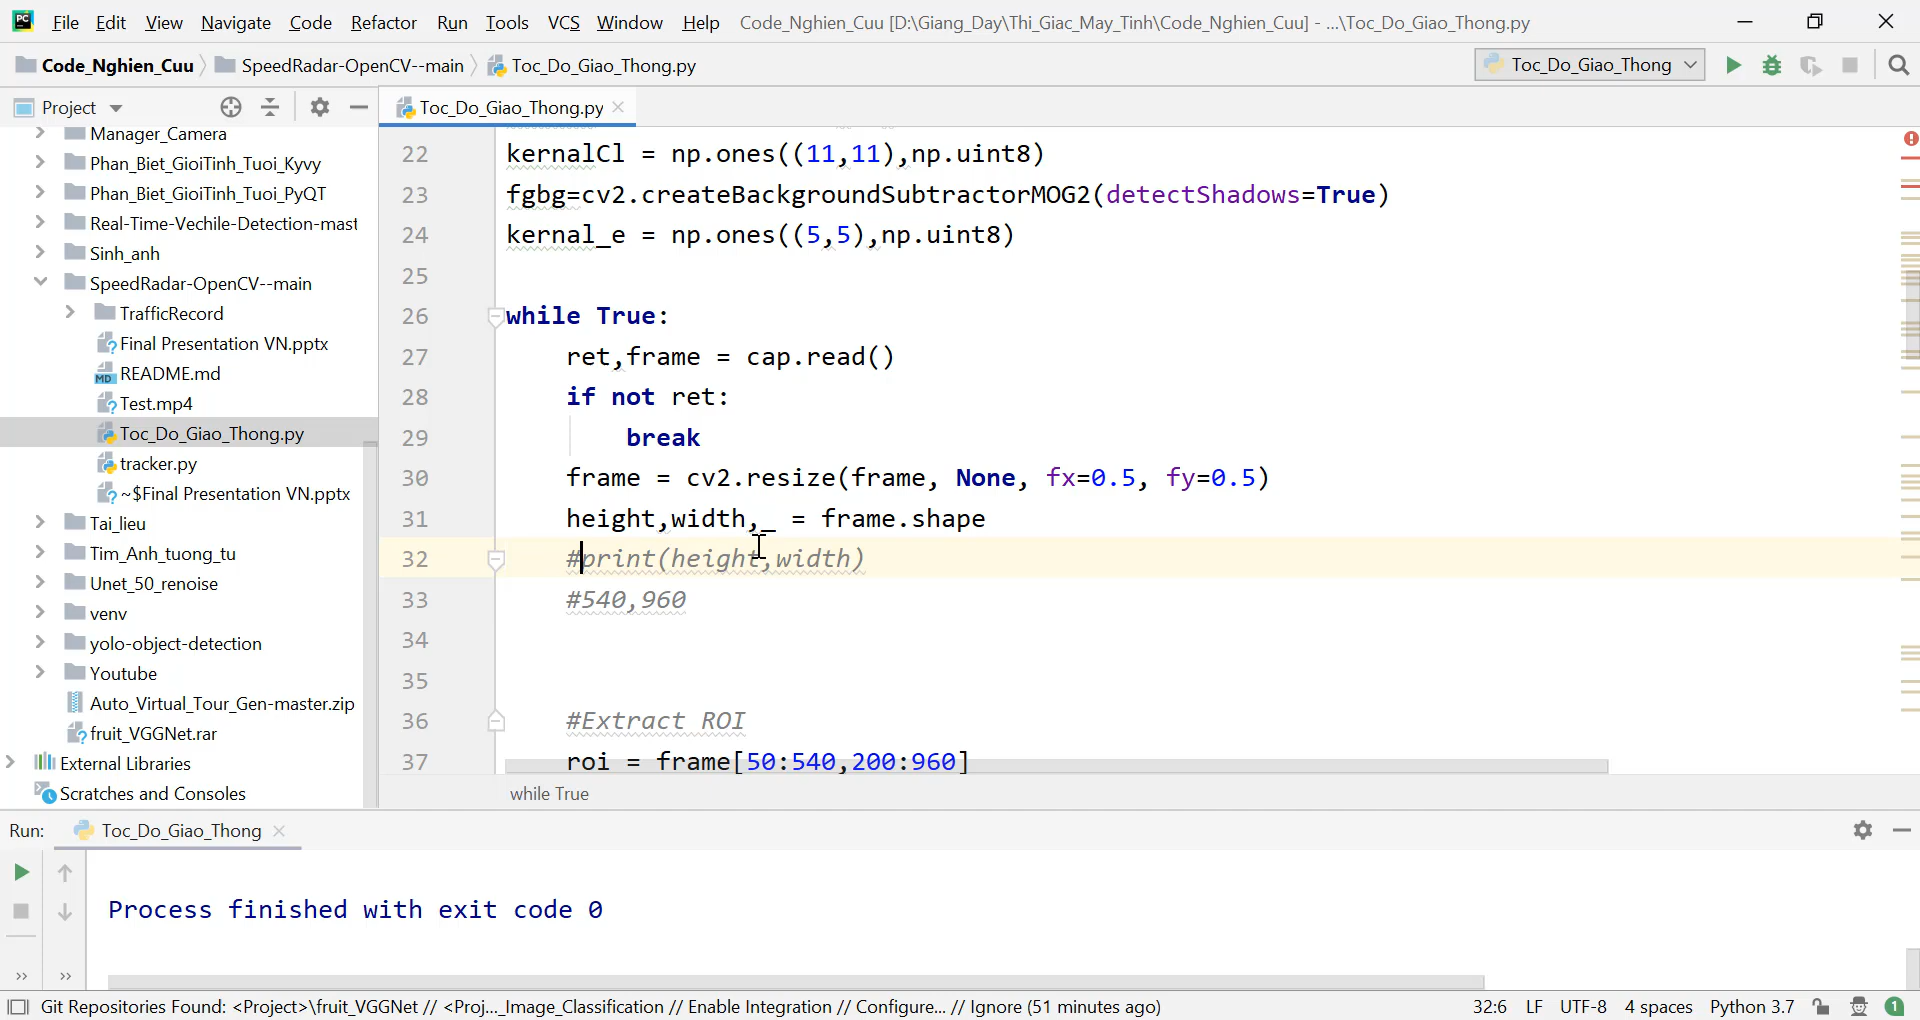 PC File Edit View Navigate Code Refactor Run Tools VCS Window Help Code_Nghien_Cuu [D:\Giang_Day\Thi_Giac_May_Tinh\Code_Nghien_Cuu] - ...\Toc_Do_Giao_Thong.py
Code_Nghien_Cuu SpeedRadar-OpenCV--main Toc_Do_Giao_Thong.py Toc_Do_Giao_Thong
Project
Toc_Do_Giao_Thong.py
Manager_Camera
Phan_Biet_GioiTinh_Tuoi_Kyvy
Phan_Biet_GioiTinh_Tuoi_PyQT
Real-Time-Vechile-Detection-mast
Sinh_anh
SpeedRadar-OpenCV--main
TrafficRecord
Final Presentation VN.pptx
README.md
Test.mp4
Toc_Do_Giao_Thong.py
tracker.py
~$Final Presentation VN.pptx
Tai_lieu
Tim_Anh_tuong_tu
Unet_50_renoise
venv
yolo-object-detection
Youtube
Auto_Virtual_Tour_Gen-master.zip
fruit_VGGNet.rar
External Libraries
Scratches and Consoles
22 kernalCl = np.ones((11,11),np.uint8)
23 fgbg=cv2.createBackgroundSubtractorMOG2(detectShadows=True)
24 kernal_e = np.ones((5,5),np.uint8)
25
26 while True:
27 ret,frame = cap.read()
28 if not ret:
29 break
30 frame = cv2.resize(frame, None, fx=0.5, fy=0.5)
31 height,width,_ = frame.shape
32 #print(height,width)
33 #540,960
34
35
36 #Extract ROI
37 roi = frame[50:540,200:960]
while True
Run: Toc_Do_Giao_Thong
Process finished with exit code 0
Git Repositories Found: <Project>\fruit_VGGNet // <Proj..._Image_Classification // Enable Integration // Configure... // Ignore (51 minutes ago) 32:6 LF UTF-8 4 spaces Python 3.7 1